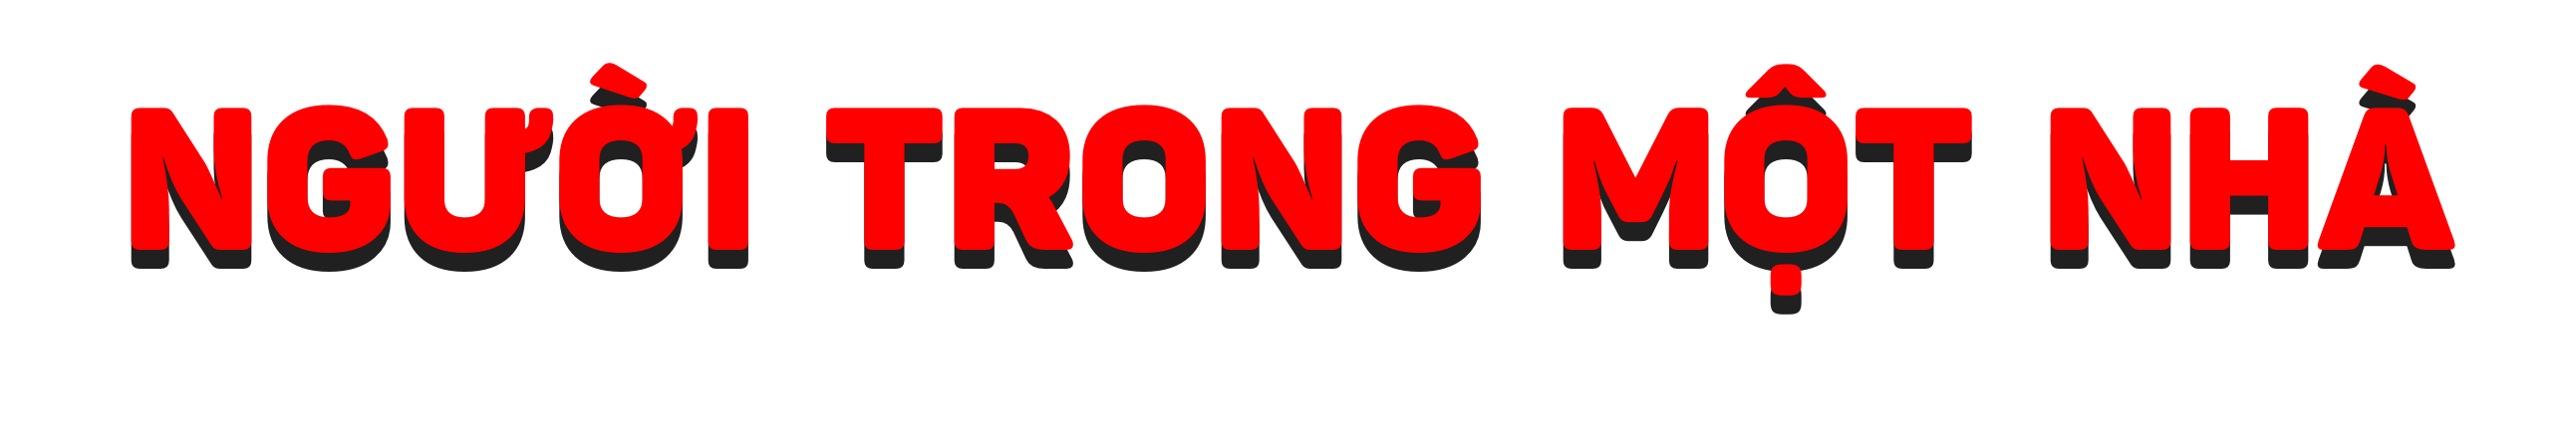 NGƯỜI TRONG MỘT NHÀ